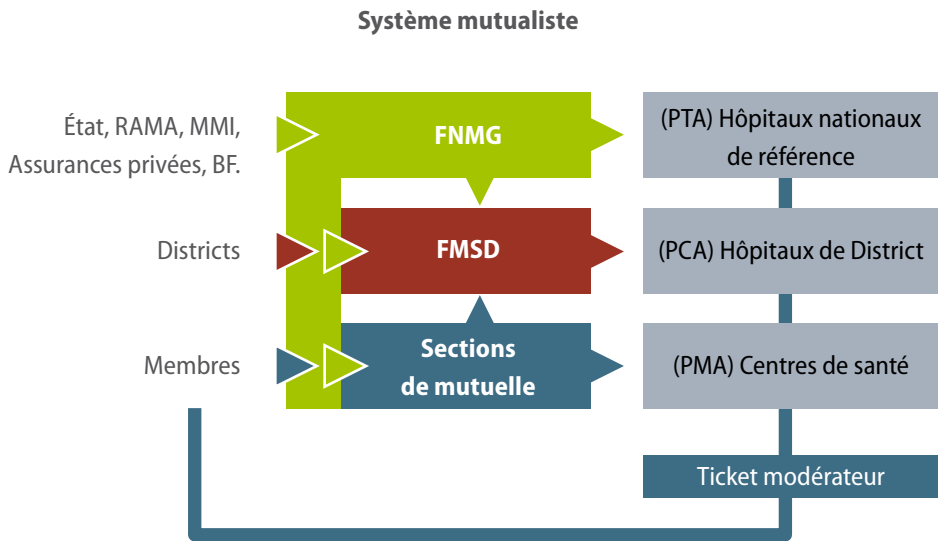 Système mutualiste
État, RAMA, MMI,
Assurances privées, BF.
FNMG
(PTA) Hôpitaux nationaux
de référence
Districts
FMSD
(PCA) Hôpitaux de District
Membres
Sections
de mutuelle
(PMA) Centres de santé
Ticket modérateur